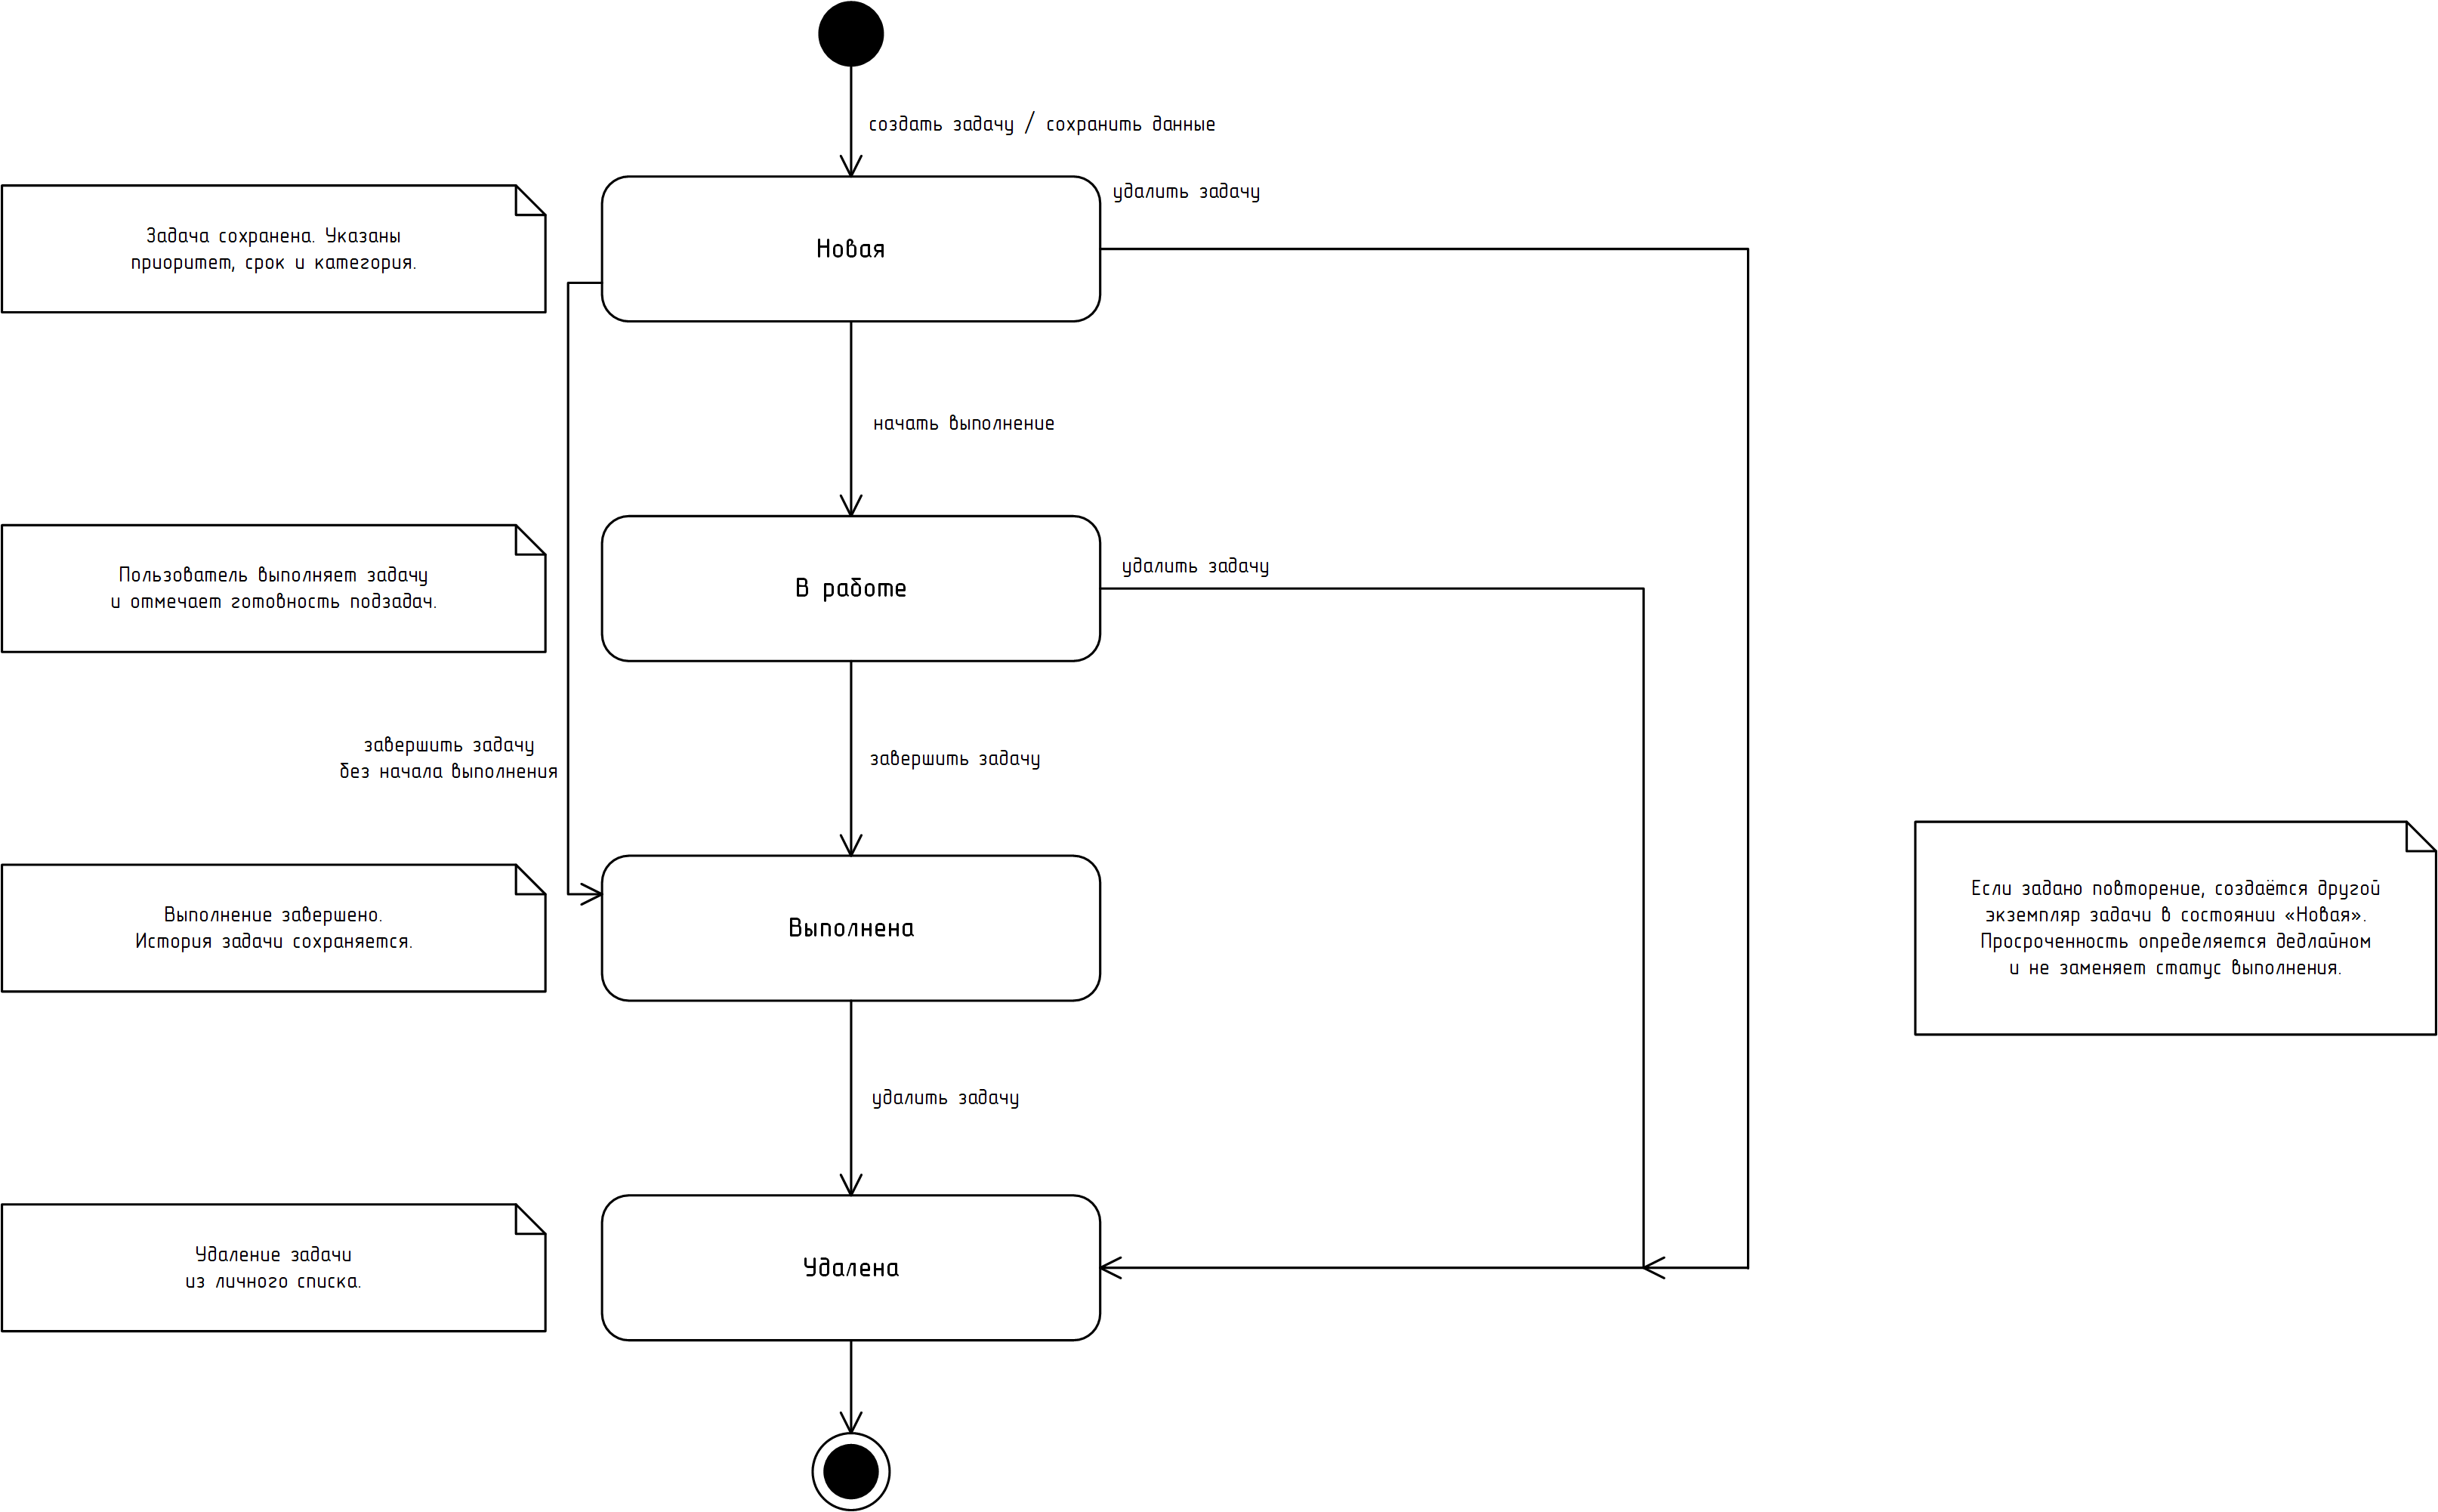 создать задачу / сохранить данные
удалить задачу
Задача сохранена. Указаны
приоритет, срок и категория.
Новая
начать выполнение
удалить задачу
Пользователь выполняет задачу
и отмечает готовность подзадач.
В работе
завершить задачу
без начала выполнения
завершить задачу
Если задано повторение, создаётся другой
экземпляр задачи в состоянии «Новая».
Просроченность определяется дедлайном
и не заменяет статус выполнения.
Выполнение завершено.
История задачи сохраняется.
Выполнена
удалить задачу
Удаление задачи
из личного списка.
Удалена